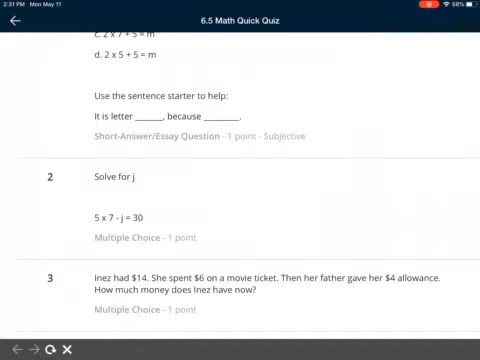 2:31 PM Mon May 11
58%
6.5 Math Quick Quiz
c. 2 x 7 + 5 = m
d. 2 x 5 + 5 = m
Use the sentence starter to help:
It is letter _______, because _________.
Short-Answer/Essay Question - 1 point - Subjective
2
Solve for j
5 x 7 - j = 30
Multiple Choice - 1 point
3
Inez had $14. She spent $6 on a movie ticket. Then her father gave her $4 allowance.
How much money does Inez have now?
Multiple Choice - 1 point